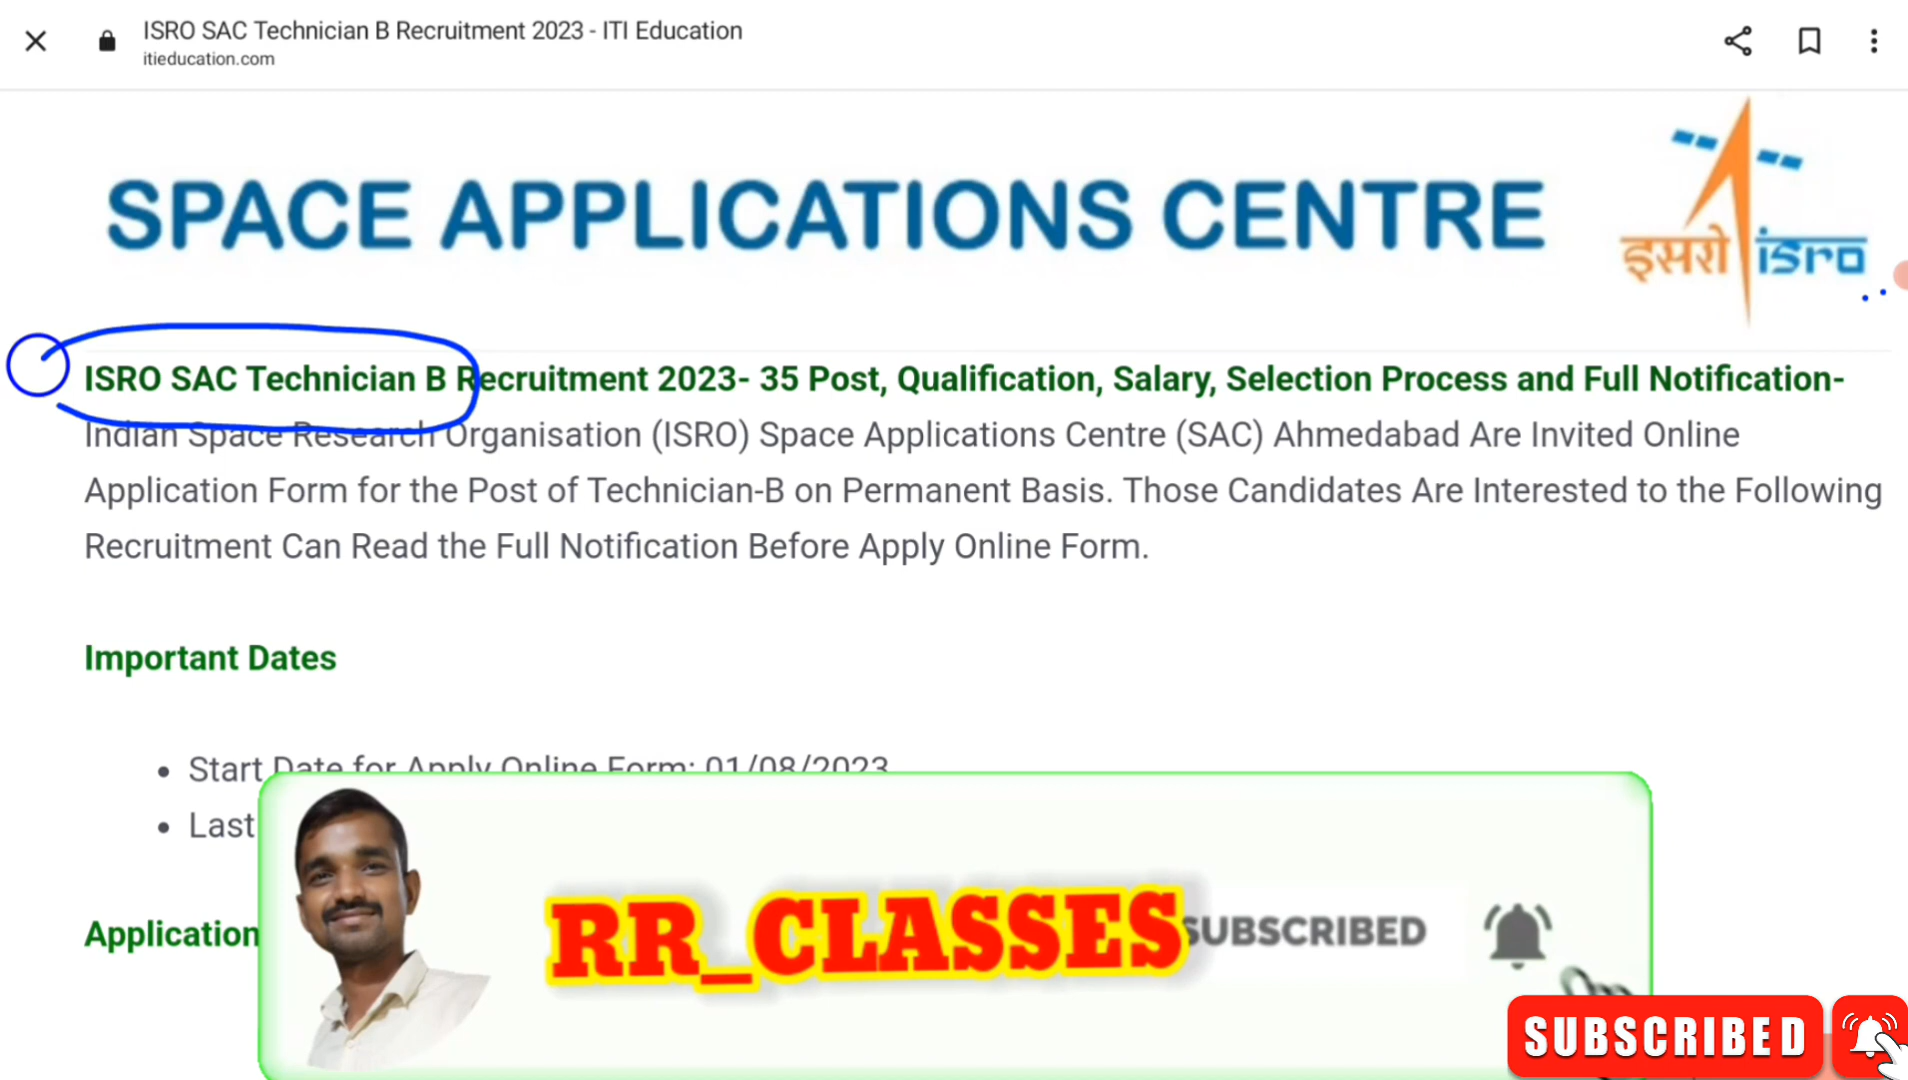 ISRO SAC Technician B Recruitment 2023 - ITI Education
itieducation.com
SPACE APPLICATIONS CENTRE
इसरो isro
ISRO SAC Technician B Recruitment 2023- 35 Post, Qualification, Salary, Selection Process and Full Notification-
Indian Space Research Organisation (ISRO) Space Applications Centre (SAC) Ahmedabad Are Invited Online
Application Form for the Post of Technician-B on Permanent Basis. Those Candidates Are Interested to the Following
Recruitment Can Read the Full Notification Before Apply Online Form.
Important Dates
Start Date for Apply Online Form: 01/08/2023
Last
Application
RR_CLASSES
SUBSCRIBED
SUBSCRIBED